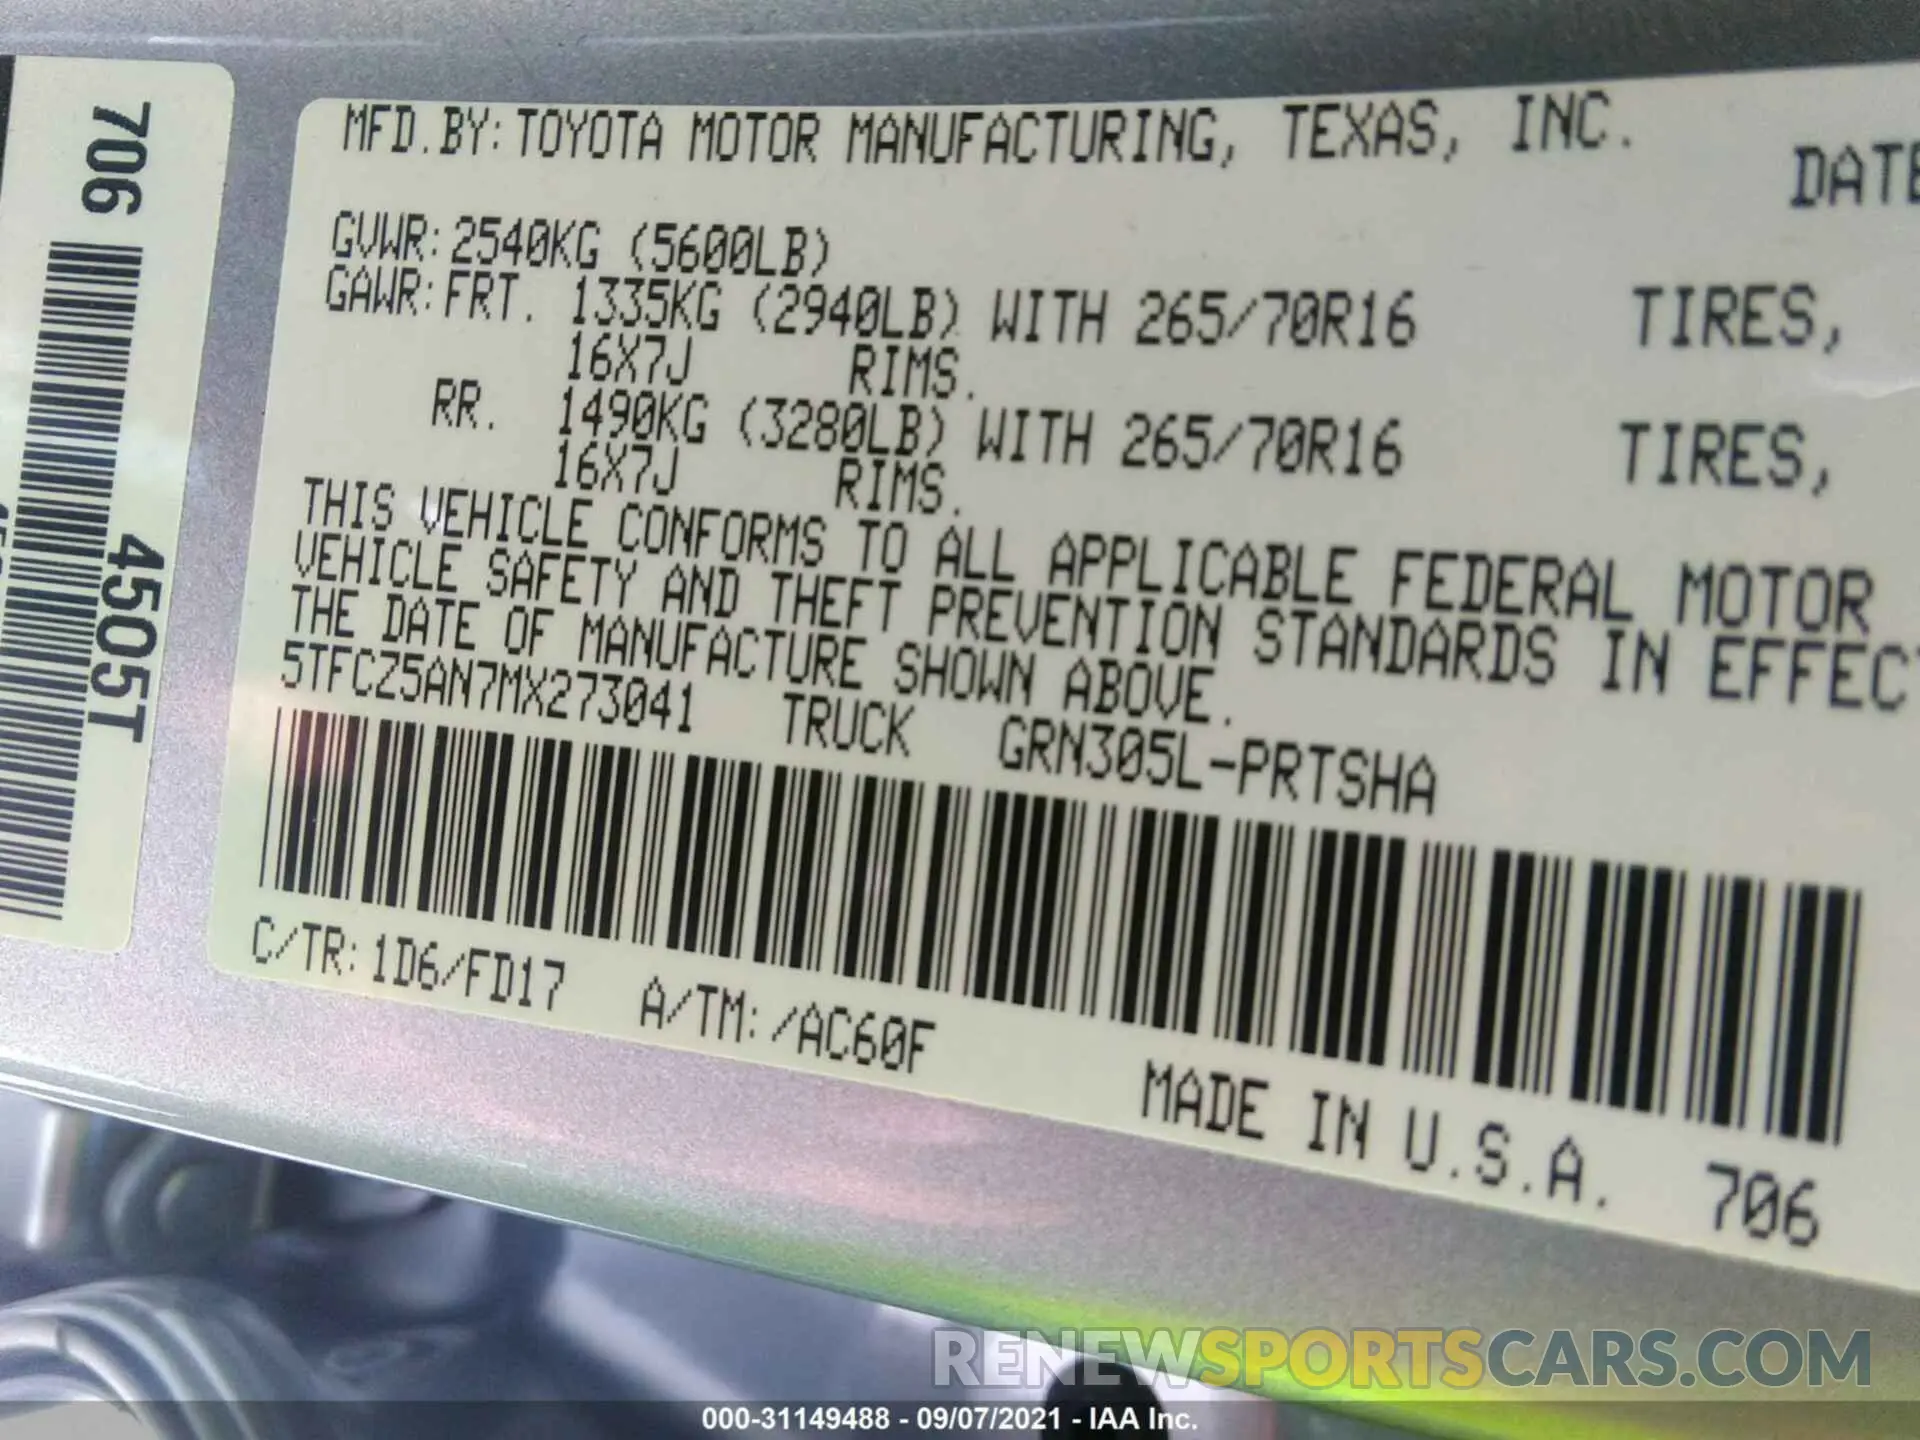 706
4505T
MFD.BY:TOYOTA MOTOR MANUFACTURING, TEXAS, INC.
DATE
GVWR:2540KG (5600LB)
GAWR:FRT. 1335KG (2940LB) WITH 265/70R16 TIRES,
16X7J RIMS.
RR. 1490KG (3280LB) WITH 265/70R16 TIRES,
16X7J RIMS.
THIS VEHICLE CONFORMS TO ALL APPLICABLE FEDERAL MOTOR
VEHICLE SAFETY AND THEFT PREVENTION STANDARDS IN EFFECT
THE DATE OF MANUFACTURE SHOWN ABOVE.
5TFCZ5AN7MX273041 TRUCK GRN305L-PRTSHA
C/TR:1D6/FD17 A/TM:/AC60F
MADE IN U.S.A. 706
RENEWSPORTSCARS.COM
000-31149488 - 09/07/2021 - IAA Inc.